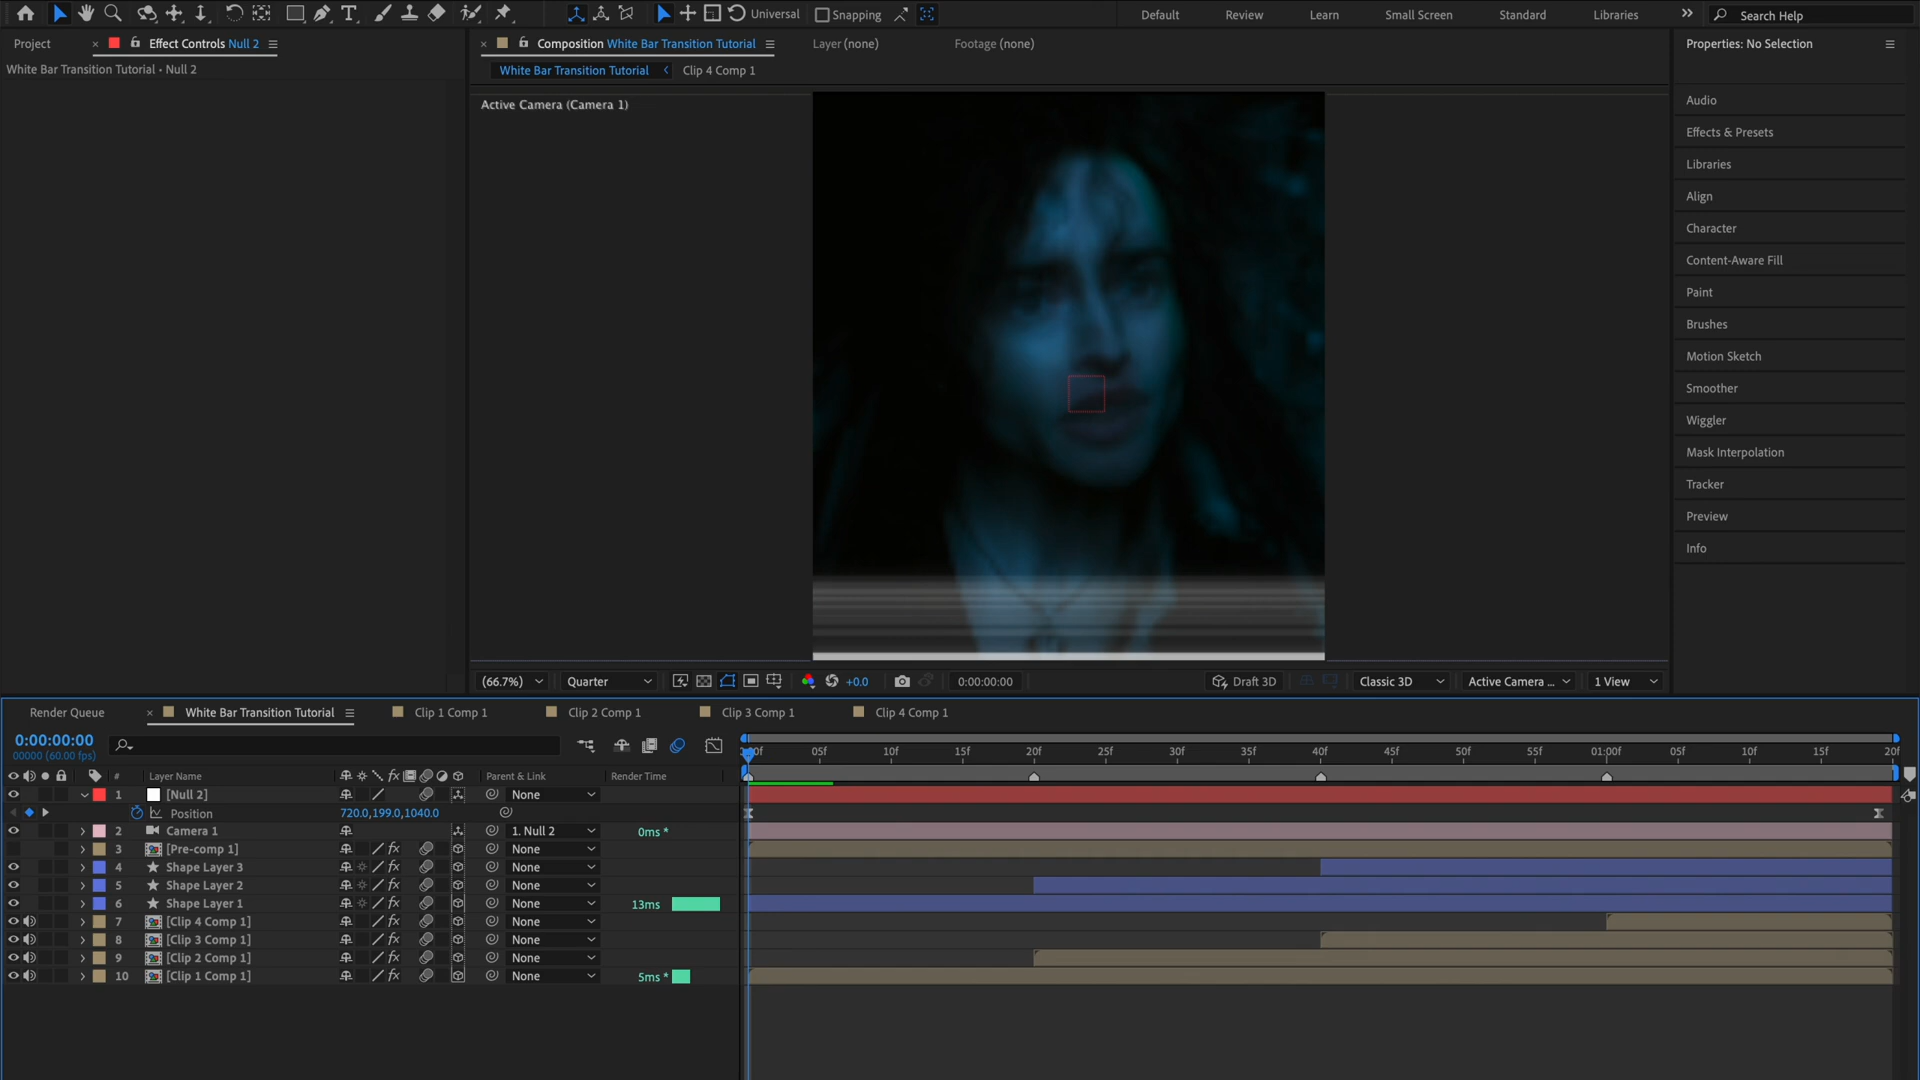 Universal
Snapping
Default
Review
Learn
Small Screen
Standard
Libraries
Search Help
Project
Effect Controls Null 2
Composition White Bar Transition Tutorial
Layer (none)
Footage (none)
Properties: No Selection
White Bar Transition Tutorial • Null 2
White Bar Transition Tutorial
Clip 4 Comp 1
Active Camera (Camera 1)
Audio
Effects & Presets
Libraries
Align
Character
Content-Aware Fill
Paint
Brushes
Motion Sketch
Smoother
Wiggler
Mask Interpolation
Tracker
Preview
Info
(66.7%)
Quarter
+0.0
0:00:00:00
Draft 3D
Classic 3D
Active Camera ...
1 View
Render Queue
White Bar Transition Tutorial
Clip 1 Comp 1
Clip 2 Comp 1
Clip 3 Comp 1
Clip 4 Comp 1
0:00:00:00
00000 (60.00 fps)
05f 10f 15f 20f 25f 30f 35f 40f 45f 50f 55f 01:00f 05f 10f 15f 20f
# Layer Name fx Parent & Link Render Time
1 [Null 2] None
Position 720.0,199.0,1040.0
2 Camera 1 1. Null 2 0ms *
3 [Pre-comp 1] fx None
4 Shape Layer 3 fx None
5 Shape Layer 2 fx None
6 Shape Layer 1 fx None 13ms
7 [Clip 4 Comp 1] fx None
8 [Clip 3 Comp 1] fx None
9 [Clip 2 Comp 1] fx None
10 [Clip 1 Comp 1] fx None 5ms *